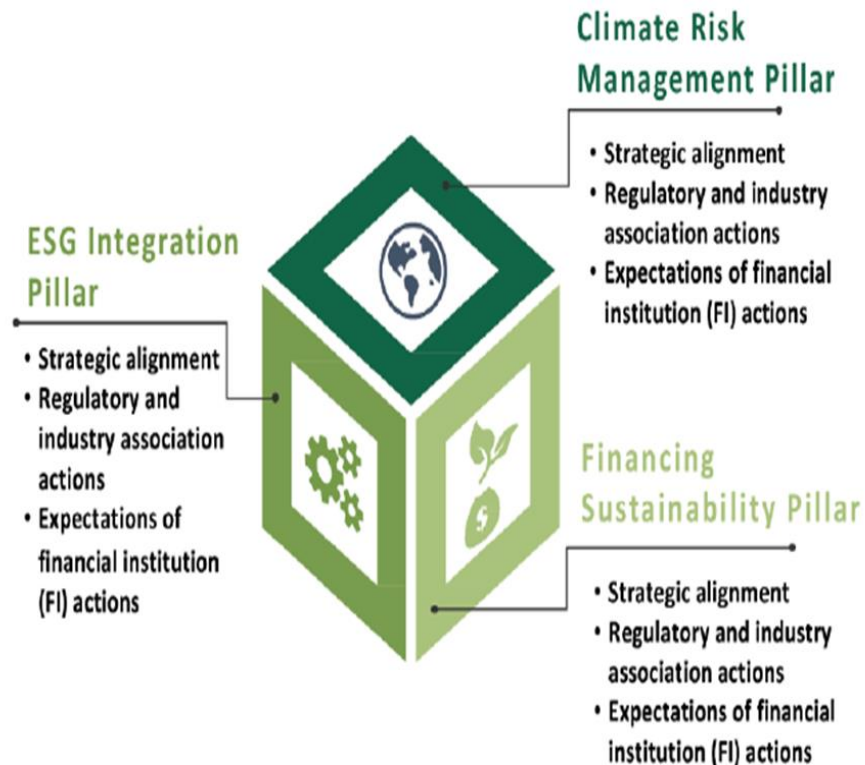 Climate Risk
Management Pillar
• Strategic alignment
• Regulatory and industry
association actions
• Expectations of financial
institution (FI) actions
ESG Integration
Pillar
• Strategic alignment
• Regulatory and
industry association
actions
• Expectations of
financial institution
(FI) actions
$
Financing
Sustainability Pillar
• Strategic alignment
• Regulatory and industry
association actions
• Expectations of financial
institution (FI) actions